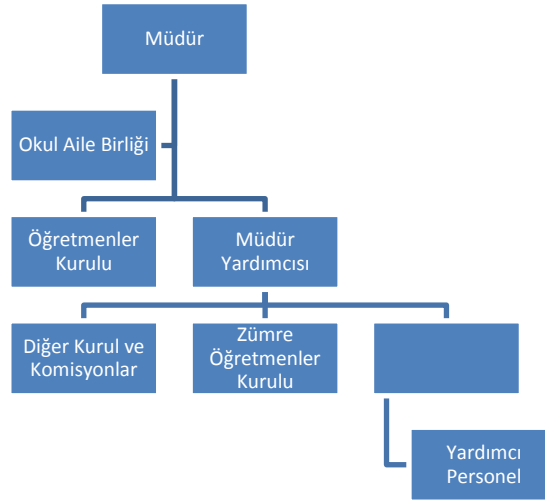 Müdür
Okul Aile Birliği
Öğretmenler
Kurulu
Müdür
Yardımcısı
Diğer Kurul ve
Komisyonlar
Zümre
Öğretmenler
Kurulu
Yardımcı
Personel